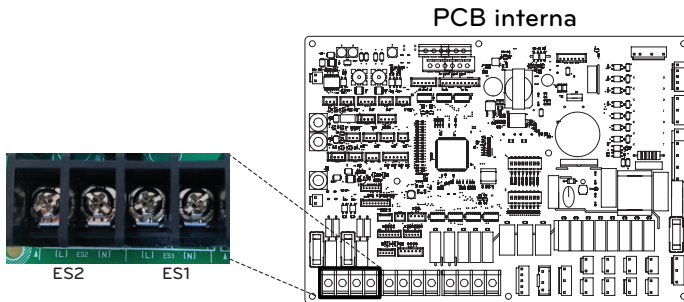 PCB interna
(L) ES2 (N) (L) ES1 (N)
ES2 ES1